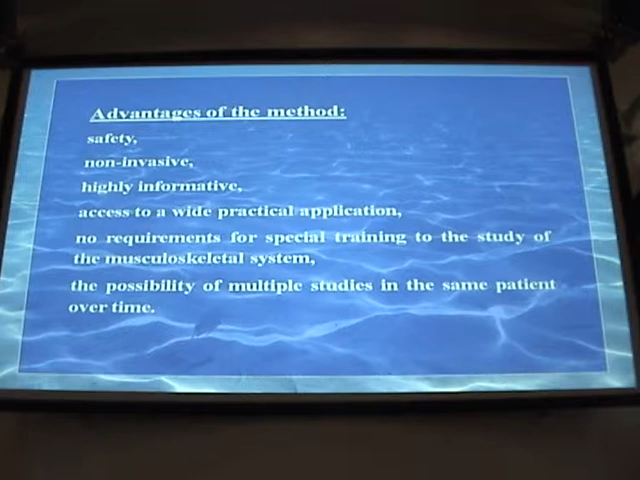 Advantages of the method:
safety,
non-invasive,
highly informative,
access to a wide practical application,
no requirements for special training to the study of
the musculoskeletal system,
the possibility of multiple studies in the same patient
over time.